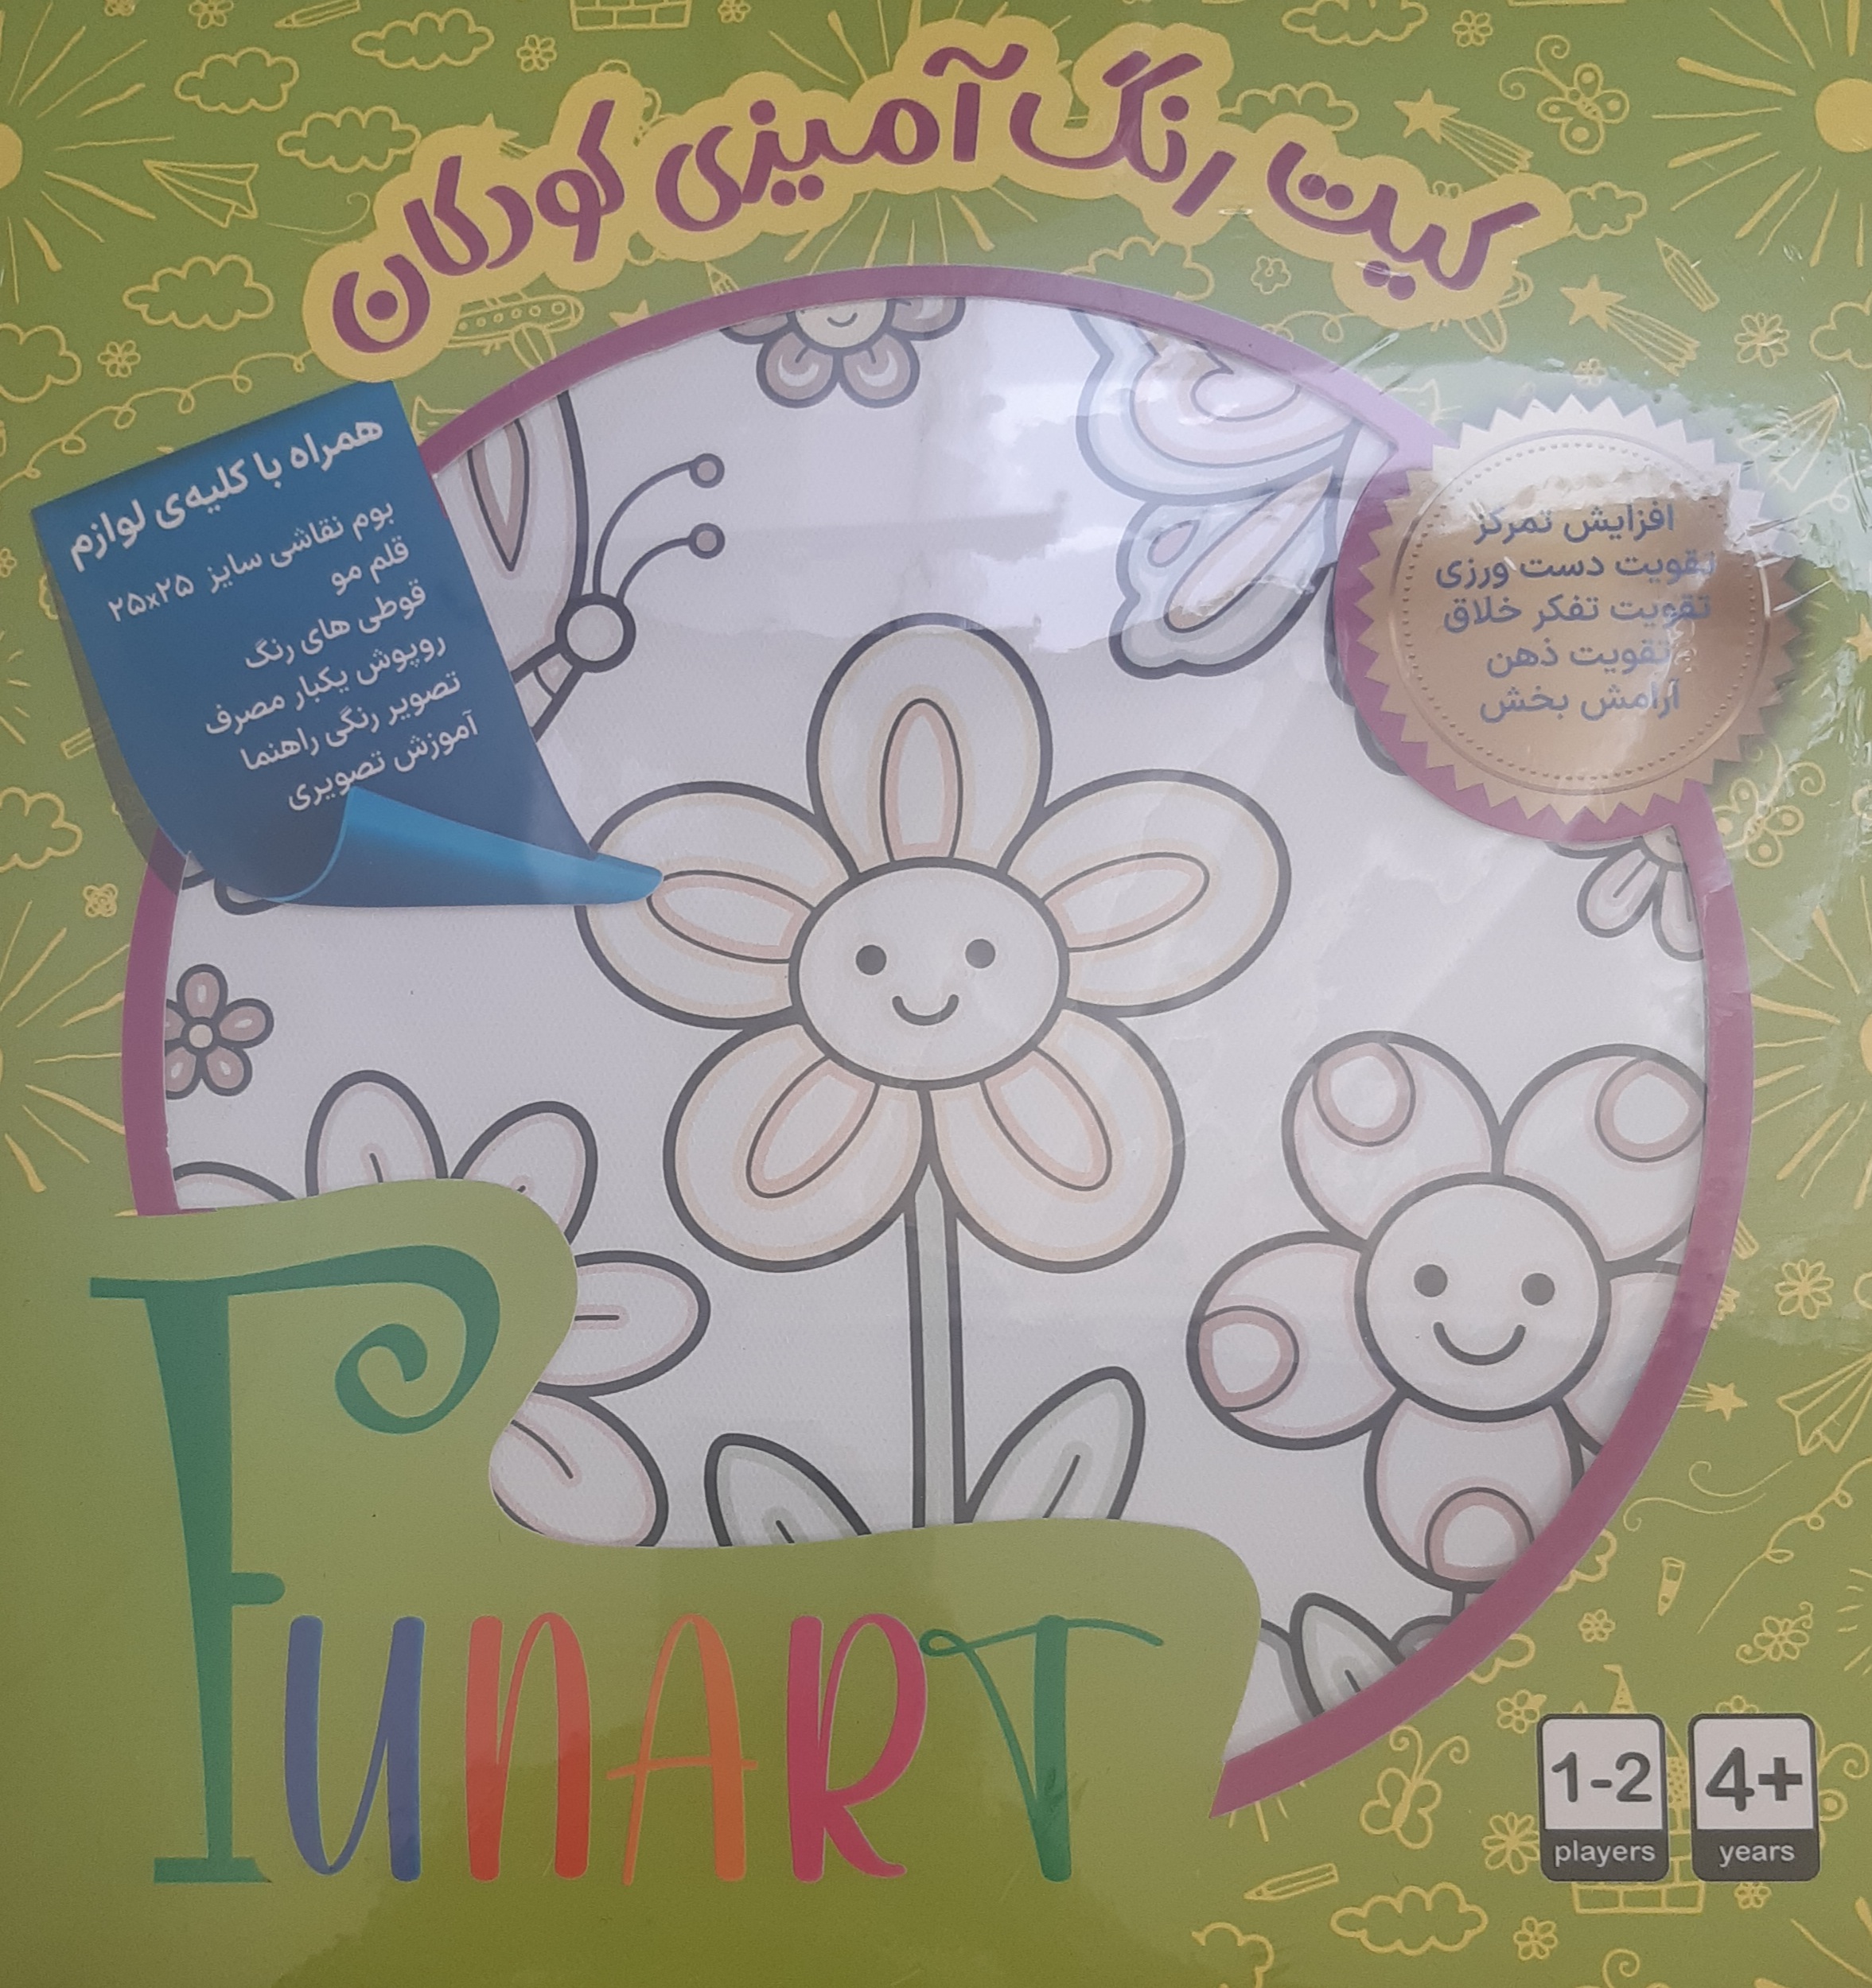 کیت رنگ آمیزی کودکان
همراه با کلیه‌ی لوازم
بوم نقاشی سایز ۲۵x۲۵
قلم مو
قوطی های رنگ
روپوش یکبار مصرف
تصویر رنگی راهنما
آموزش تصویری
افزایش تمرکز
تقویت دست ورزی
تقویت تفکر خلاق
تقویت ذهن
آرامش بخش
FUNART
1-2
players
4+
years